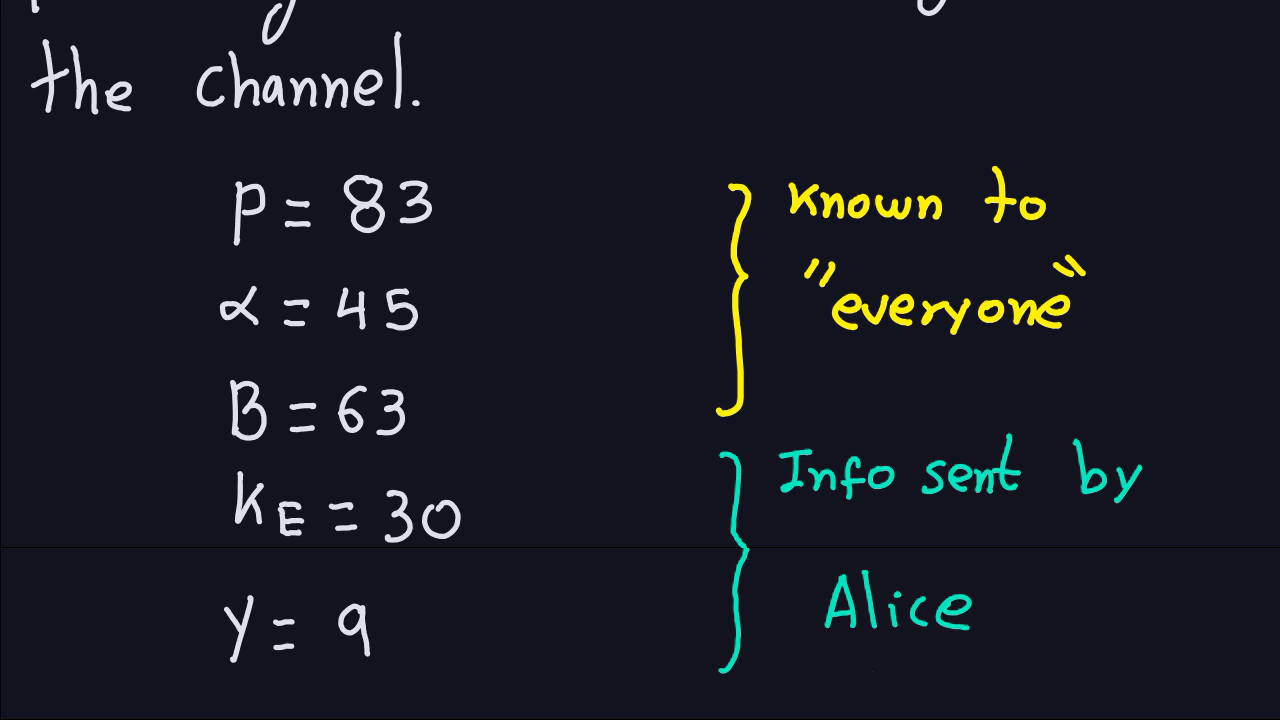 the channel.
p = 83
α = 45
B = 63
K_E = 30
y = 9
Known to
"everyone"
Info sent by
Alice